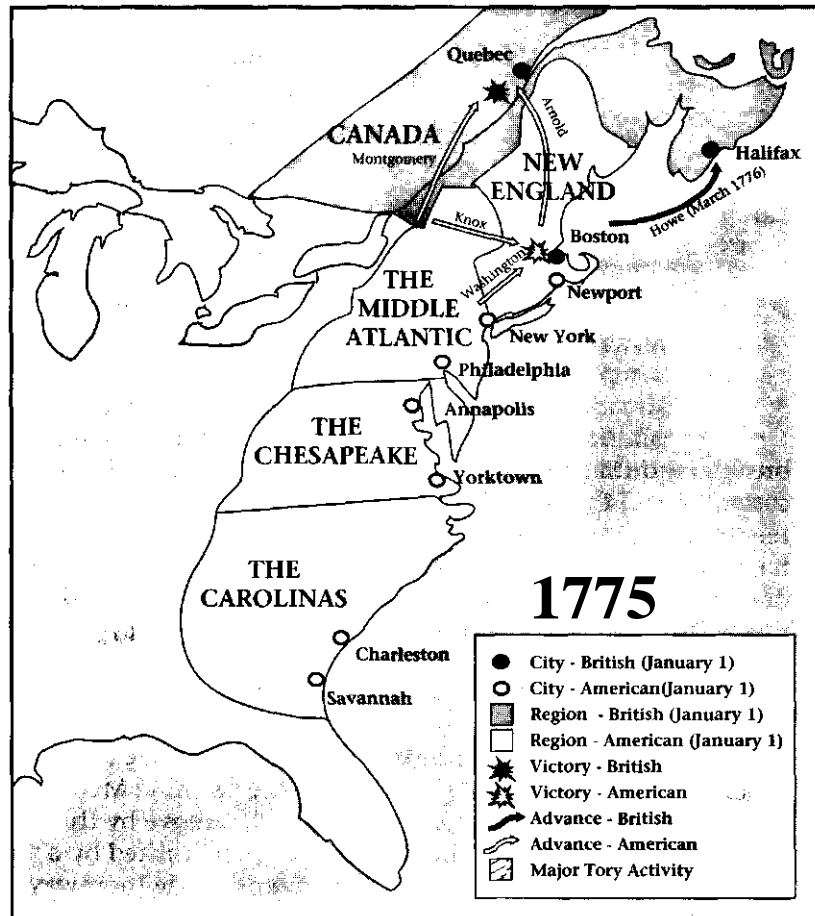 Quebec
Arnold
CANADA
Montgomery
NEW
ENGLAND
Halifax
Howe (March 1776)
Knox
Boston
Washington
THE
MIDDLE
ATLANTIC
Newport
New York
Philadelphia
Annapolis
THE
CHESAPEAKE
Yorktown
THE
CAROLINAS
Charleston
Savannah
1775
City - British (January 1)
City - American(January 1)
Region - British (January 1)
Region - American (January 1)
Victory - British
Victory - American
Advance - British
Advance - American
Major Tory Activity